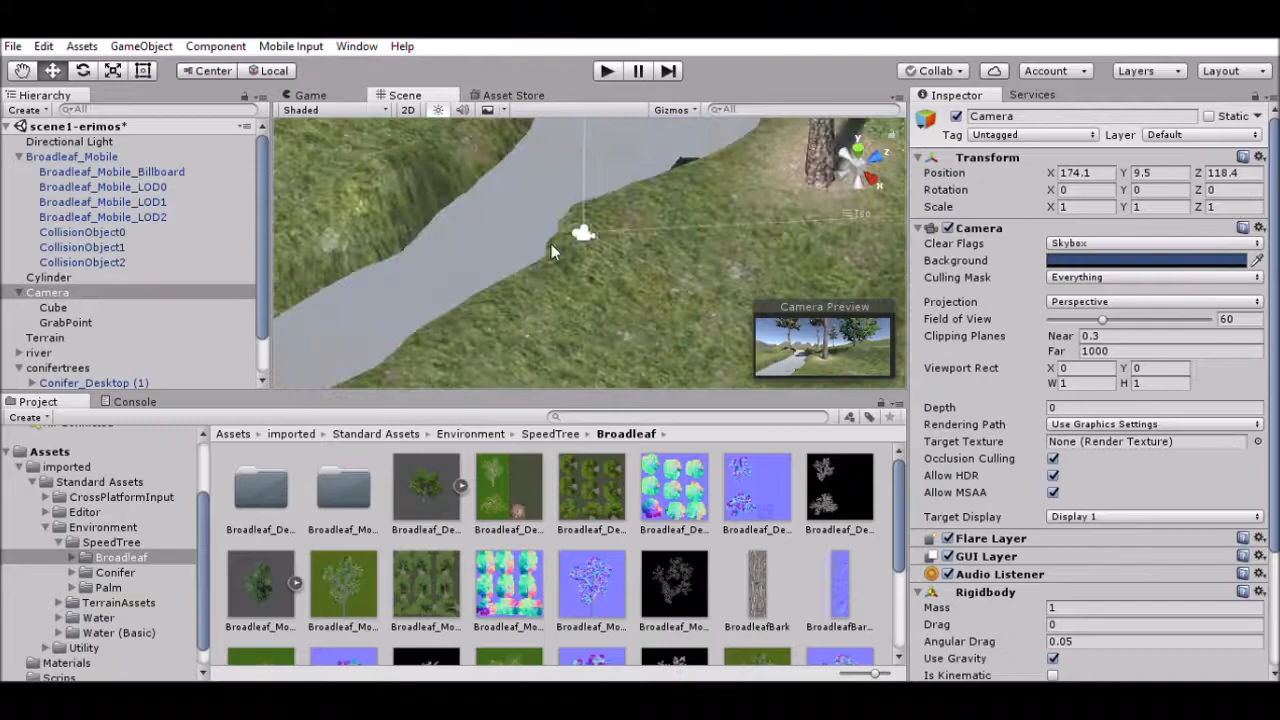 File Edit Assets GameObject Component Mobile Input Window Help
Center Local Collab Account Layers Layout
Hierarchy
Create All
scene1-erimos*
Directional Light
Broadleaf_Mobile
Broadleaf_Mobile_Billboard
Broadleaf_Mobile_LOD0
Broadleaf_Mobile_LOD1
Broadleaf_Mobile_LOD2
CollisionObject0
CollisionObject1
CollisionObject2
Cylinder
Camera
Cube
GrabPoint
Terrain
river
conifertrees
Conifer_Desktop (1)
Game Scene Asset Store
Shaded 2D Gizmos All
Y
Z
X
Iso
Camera Preview
Inspector Services
Camera Static
Tag Untagged Layer Default
Transform
Position X 174.1 Y 9.5 Z 118.4
Rotation X 0 Y 0 Z 0
Scale X 1 Y 1 Z 1
Camera
Clear Flags Skybox
Background
Culling Mask Everything
Projection Perspective
Field of View 60
Clipping Planes Near 0.3
Far 1000
Viewport Rect X 0 Y 0
W 1 H 1
Depth 0
Rendering Path Use Graphics Settings
Target Texture None (Render Texture)
Occlusion Culling
Allow HDR
Allow MSAA
Target Display Display 1
Flare Layer
GUI Layer
Audio Listener
Rigidbody
Mass 1
Drag 0
Angular Drag 0.05
Use Gravity
Is Kinematic
Project Console
Create
Assets
imported
Standard Assets
CrossPlatformInput
Editor
Environment
SpeedTree
Broadleaf
Conifer
Palm
TerrainAssets
Water
Water (Basic)
Utility
Materials
Scrips
Assets imported Standard Assets Environment SpeedTree Broadleaf
Broadleaf_De... Broadleaf_Mo... Broadleaf_De... Broadleaf_De... Broadleaf_De... Broadleaf_De... Broadleaf_De... Broadleaf_De...
Broadleaf_Mo... Broadleaf_Mo... Broadleaf_Mo... Broadleaf_Mo... Broadleaf_Mo... Broadleaf_Mo... BroadleafBark BroadleafBar...